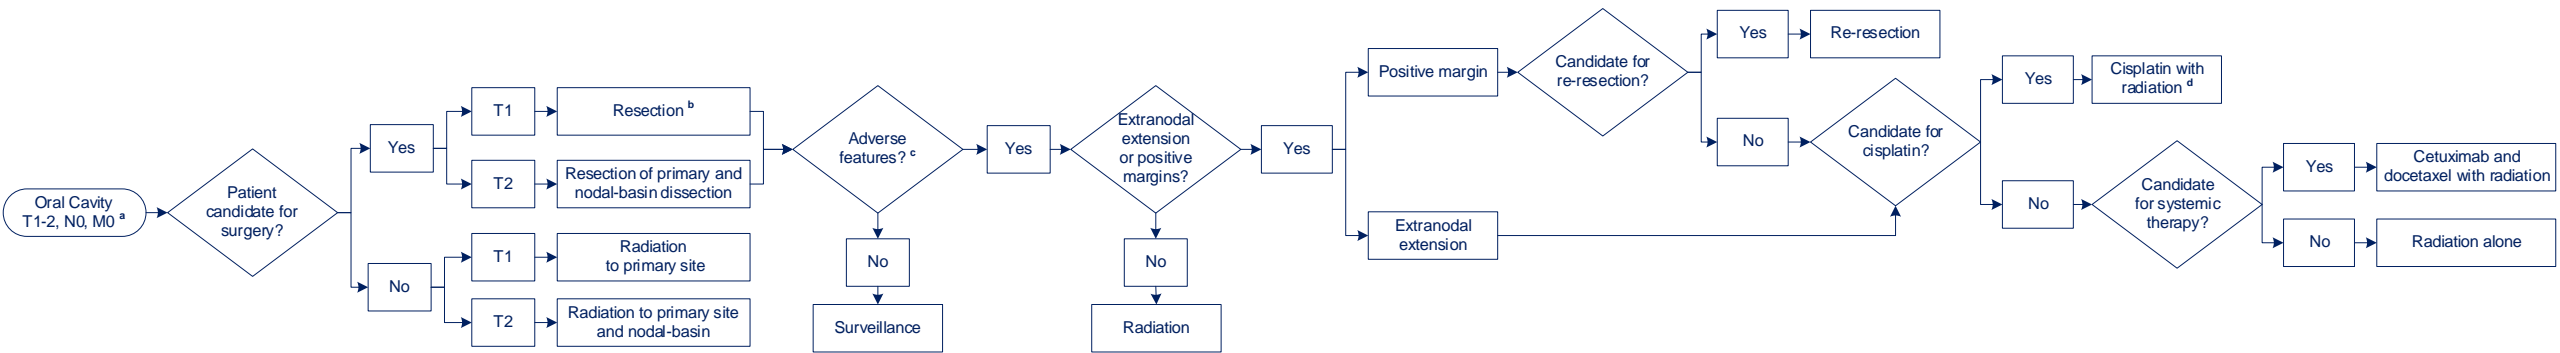 Oral Cavity
T1-2, N0, M0 a
Patient
candidate for
surgery?
Yes
T1
Resection b
T2
Resection of primary and
nodal-basin dissection
No
T1
Radiation
to primary site
T2
Radiation to primary site
and nodal-basin
Adverse
features? c
No
Surveillance
Yes
Extranodal
extension
or positive
margins?
No
Radiation
Yes
Positive margin
Candidate for
re-resection?
Yes
Re-resection
No
Extranodal
extension
Candidate for
cisplatin?
Yes
Cisplatin with
radiation d
No
Candidate
for systemic
therapy?
Yes
Cetuximab and
docetaxel with radiation
No
Radiation alone